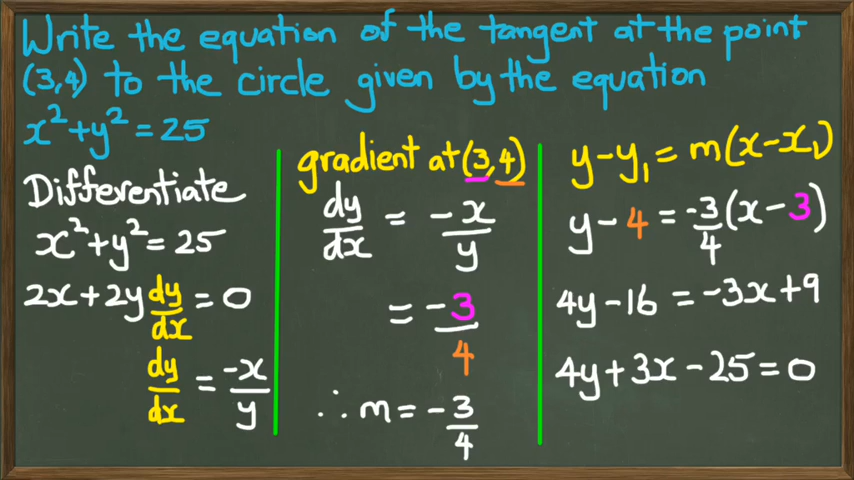 Write the equation of the tangent at the point
(3,4) to the circle given by the equation
x² + y² = 25
Differentiate
x² + y² = 25
2x + 2y dy/dx = 0
dy/dx = -x/y
gradient at (3,4)
dy/dx = -x/y
= -3/4
∴ m = -3/4
y - y₁ = m(x - x₁)
y - 4 = -3/4(x - 3)
4y - 16 = -3x + 9
4y + 3x - 25 = 0